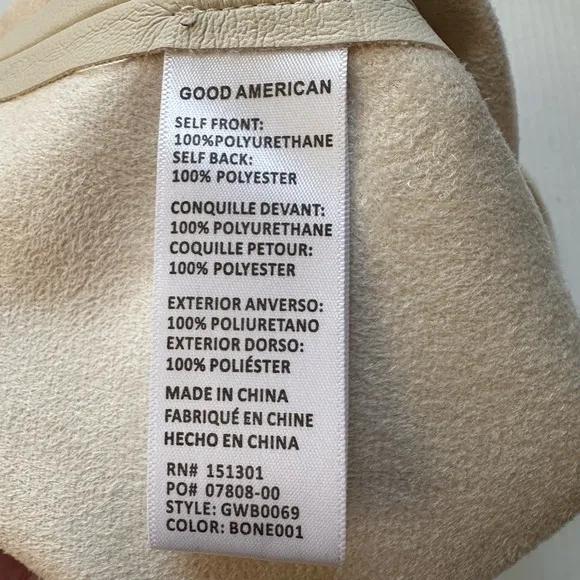 GOOD AMERICAN
SELF FRONT:
100%POLYURETHANE
SELF BACK:
100% POLYESTER
CONQUILLE DEVANT:
100% POLYURETHANE
COQUILLE PETOUR:
100% POLYESTER
EXTERIOR ANVERSO:
100% POLIURETANO
EXTERIOR DORSO:
100% POLIÉSTER
MADE IN CHINA
FABRIQUÉ EN CHINE
HECHO EN CHINA
RN# 151301
PO# 07808-00
STYLE: GWB0069
COLOR: BONE001